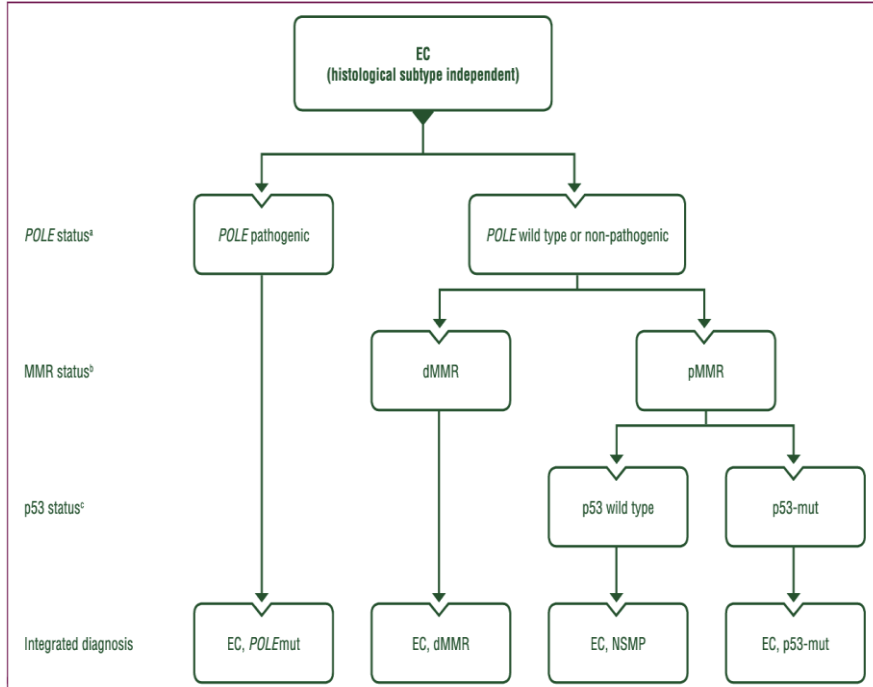 EC
(histological subtype independent)
POLE statusᵃ
POLE pathogenic
POLE wild type or non-pathogenic
MMR statusᵇ
dMMR
pMMR
p53 statusᶜ
p53 wild type
p53-mut
Integrated diagnosis
EC, POLEmut
EC, dMMR
EC, NSMP
EC, p53-mut